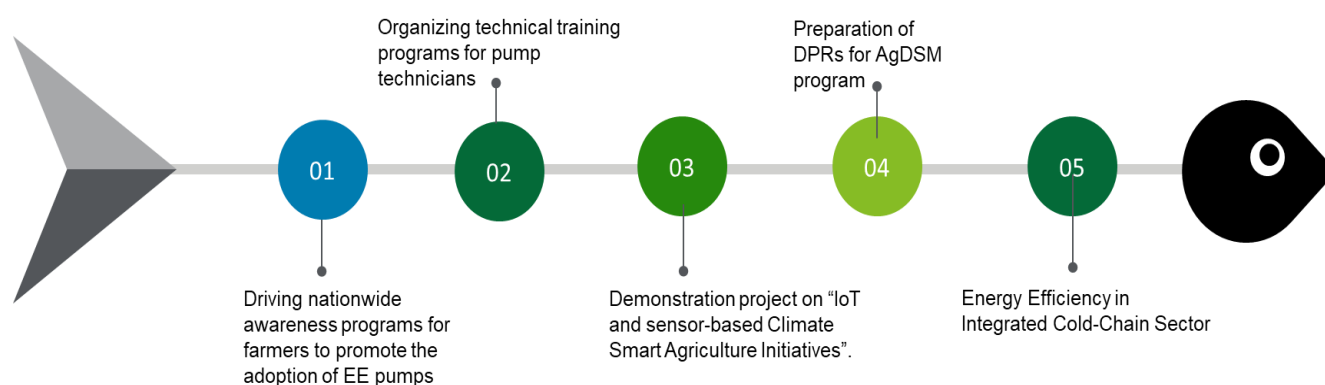 01
Driving nationwide
awareness programs for
farmers to promote the
adoption of EE pumps
Organizing technical training
programs for pump
technicians
02
03
Demonstration project on “IoT
and sensor-based Climate
Smart Agriculture Initiatives”.
Preparation of
DPRs for AgDSM
program
04
05
Energy Efficiency in
Integrated Cold-Chain Sector